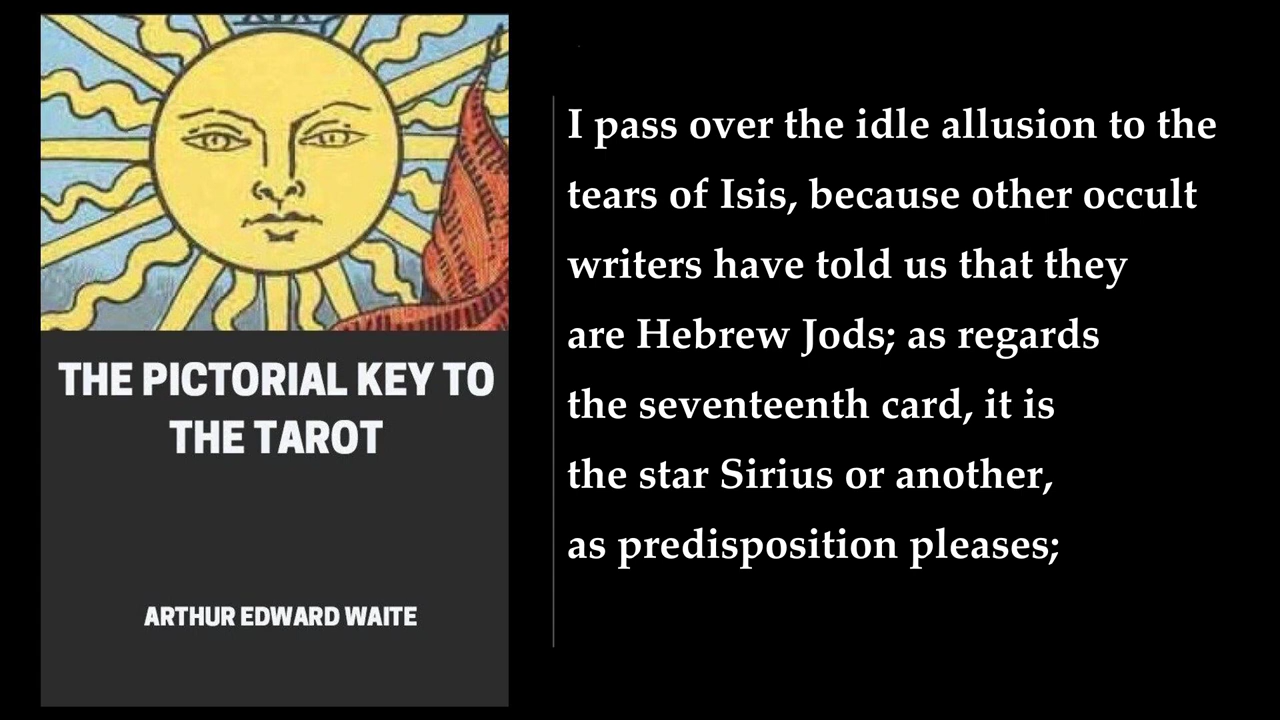 XIX
THE PICTORIAL KEY TO
THE TAROT
ARTHUR EDWARD WAITE
I pass over the idle allusion to the
tears of Isis, because other occult
writers have told us that they
are Hebrew Jods; as regards
the seventeenth card, it is
the star Sirius or another,
as predisposition pleases;